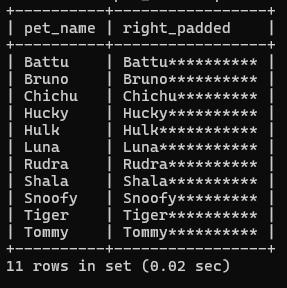 +----------+-----------------+
| pet_name | right_padded    |
+----------+-----------------+
| Battu    | Battu********** |
| Bruno    | Bruno********** |
| Chichu   | Chichu********* |
| Hucky    | Hucky********** |
| Hulk     | Hulk*********** |
| Luna     | Luna*********** |
| Rudra    | Rudra********** |
| Shala    | Shala********** |
| Snoofy   | Snoofy********* |
| Tiger    | Tiger********** |
| Tommy    | Tommy********** |
+----------+-----------------+
11 rows in set (0.02 sec)